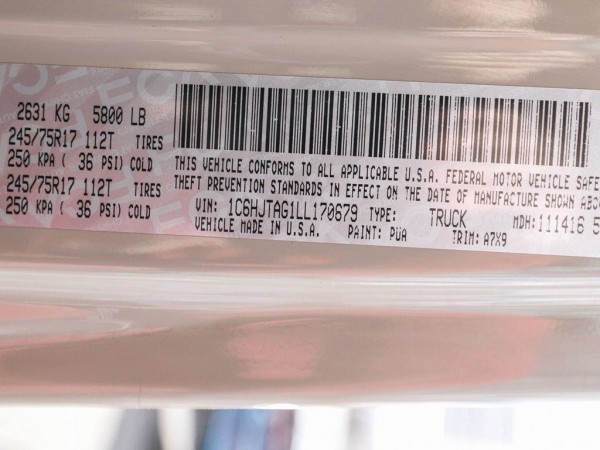 2631 KG 5800 LB
245/75R17 112T TIRES
250 KPA ( 36 PSI) COLD
245/75R17 112T TIRES
250 KPA ( 36 PSI) COLD
THIS VEHICLE CONFORMS TO ALL APPLICABLE U.S.A. FEDERAL MOTOR VEHICLE SAFE
THEFT PREVENTION STANDARDS IN EFFECT ON THE DATE OF MANUFACTURE SHOWN ABO
VIN: 1C6HJTAG1LL170679 TYPE: TRUCK MDH:111416 5
VEHICLE MADE IN U.S.A. PAINT: PUA TRIM: A7X9